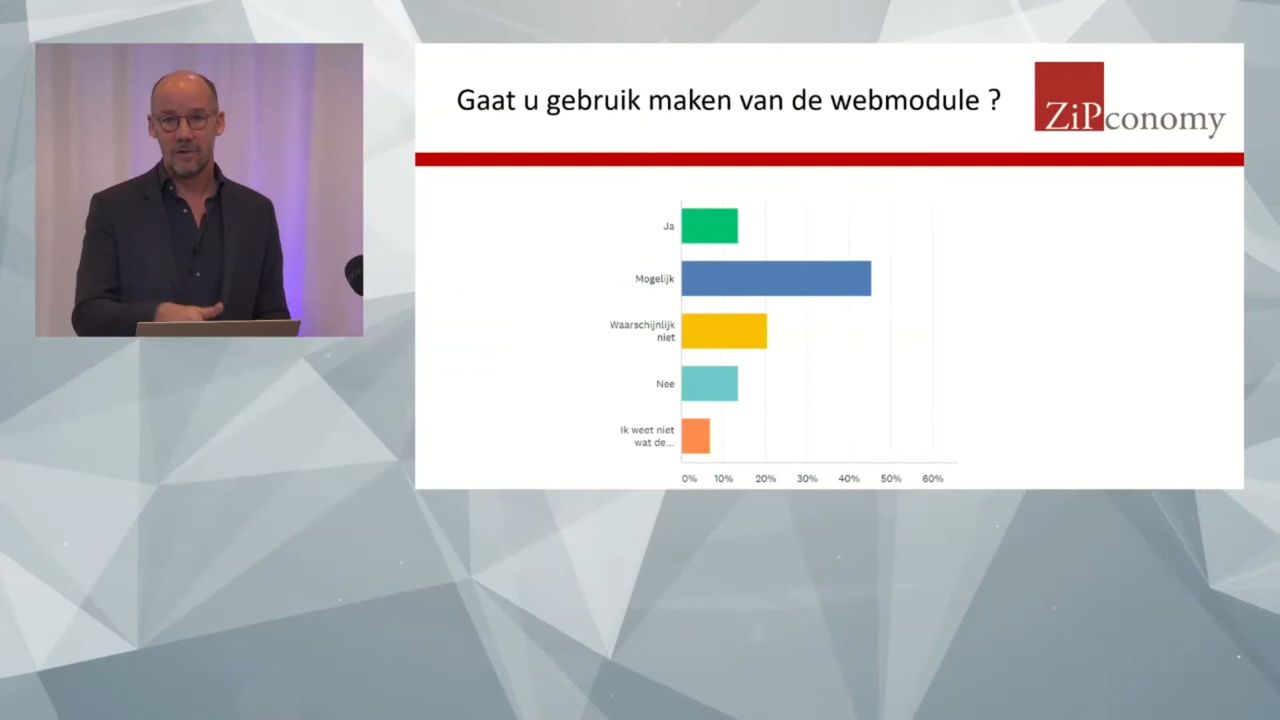 Gaat u gebruik maken van de webmodule ?
ZiPconomy
Ja
Mogelijk
Waarschijnlijk
niet
Nee
Ik weet niet
wat de...
0% 10% 20% 30% 40% 50% 60%